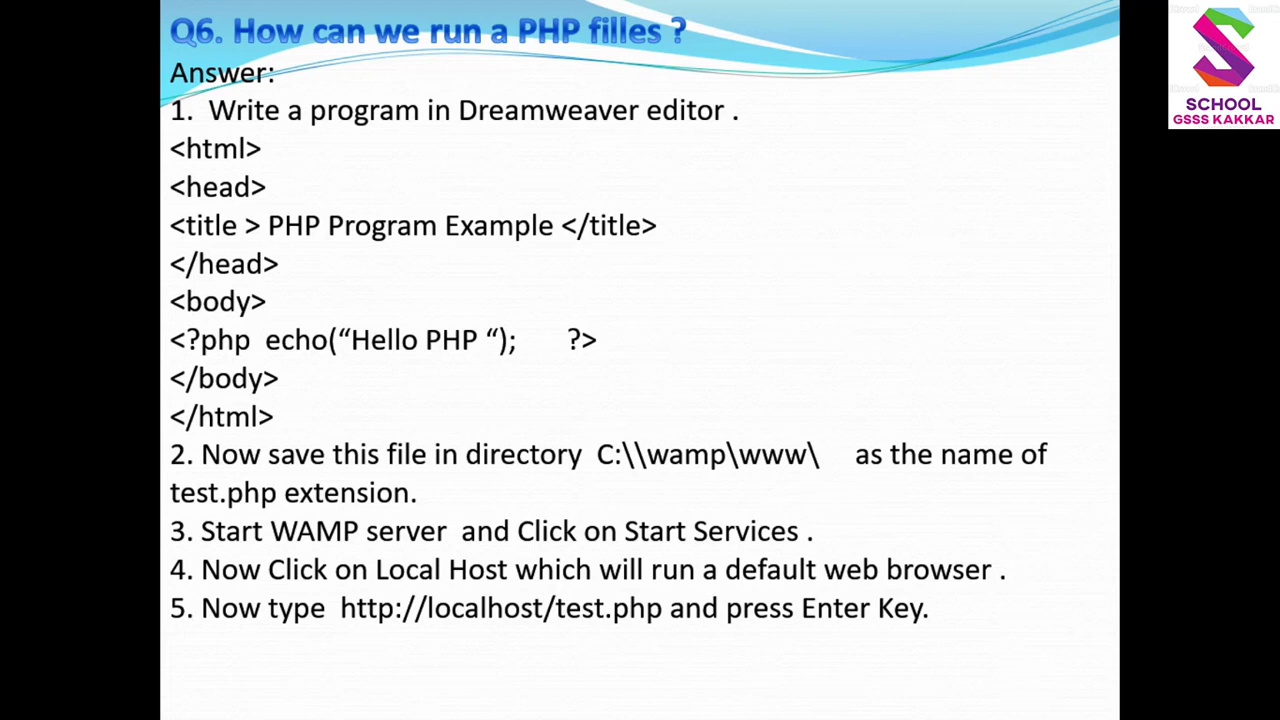 Q6. How can we run a PHP filles ?
Answer:
1.  Write a program in Dreamweaver editor .
<html>
<head>
<title > PHP Program Example </title>
</head>
<body>
<?php  echo(“Hello PHP “);      ?>
</body>
</html>
2. Now save this file in directory  C:\\wamp\www\    as the name of
test.php extension.
3. Start WAMP server  and Click on Start Services .
4. Now Click on Local Host which will run a default web browser .
5. Now type  http://localhost/test.php and press Enter Key.
SCHOOL
GSSS KAKKAR